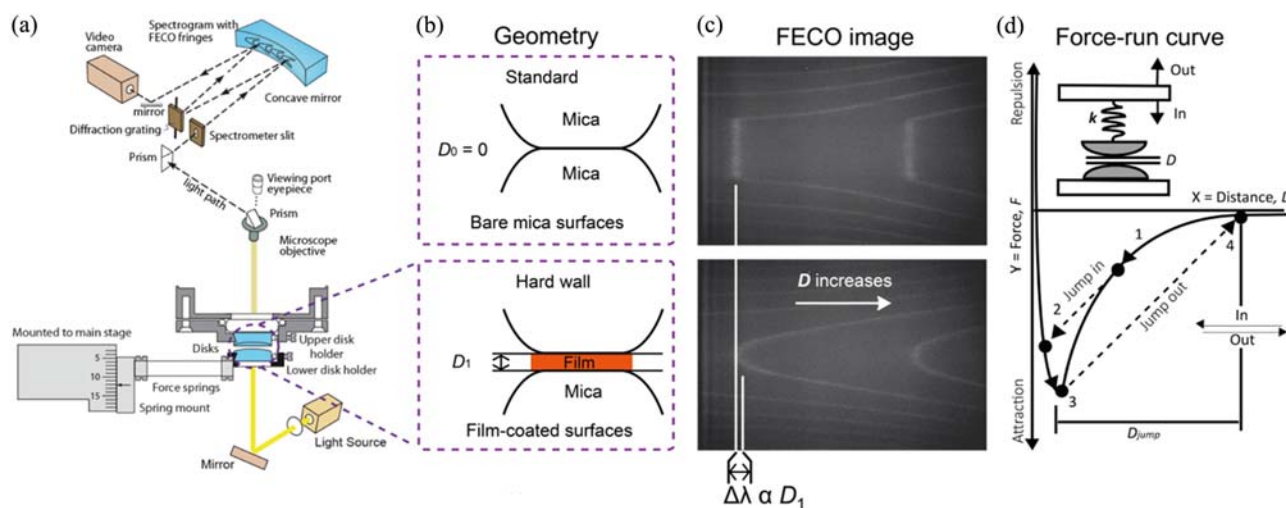 (a)
Video
camera
Spectrogram with
FECO fringes
Concave mirror
mirror
Diffraction grating
Spectrometer slit
Prism
light path
Viewing port
eyepiece
Prism
Microscope
objective
Mounted to main stage
Disks
Upper disk
holder
Lower disk holder
5
10
15
Force springs
Spring mount
Light Source
Mirror
(b)
Geometry
Standard
Mica
D0 = 0
Mica
Bare mica surfaces
Hard wall
D1
Film
Mica
Film-coated surfaces
(c)
FECO image
D increases
Δλ α D1
(d)
Force-run curve
Repulsion
Out
In
k
D
X = Distance, D
Y = Force, F
1
4
Jump in
2
Jump out
In
Out
3
Attraction
Djump